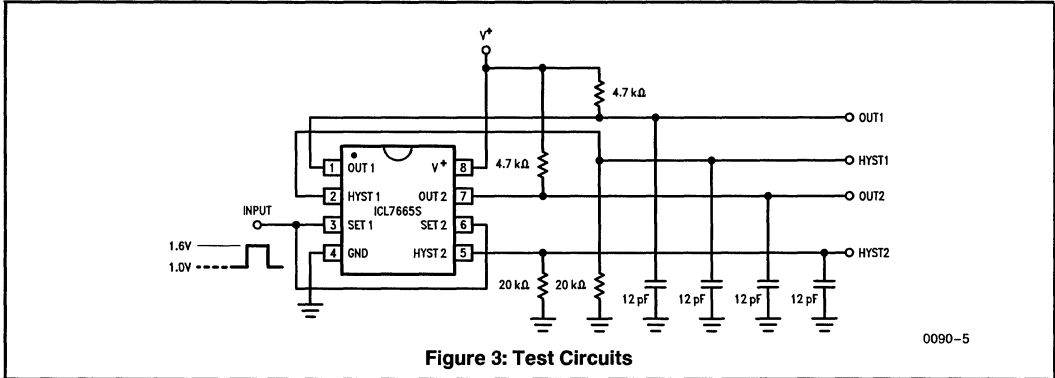 V+
4.7 kΩ
OUT1
HYST1
4.7 kΩ
1 OUT 1 V+ 8
2 HYST 1 OUT 2 7
ICL7665S
3 SET 1 SET 2 6
4 GND HYST 2 5
OUT2
INPUT
1.6V
1.0V
HYST2
20 kΩ 20 kΩ 12 pF 12 pF 12 pF 12 pF
0090-5
Figure 3: Test Circuits